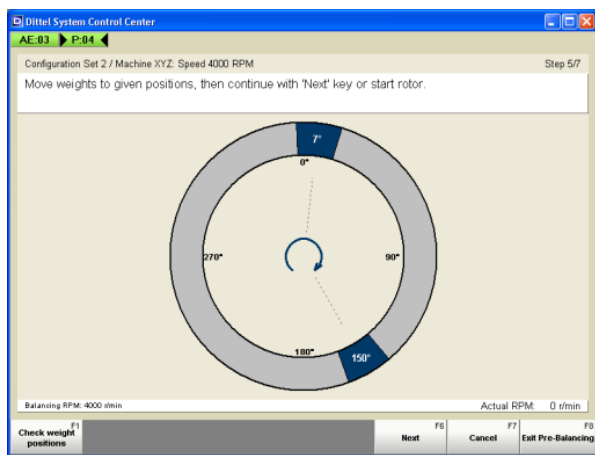 Dittel System Control Center
AE:03 P:04
Configuration Set 2 / Machine XYZ: Speed 4000 RPM Step 5/7
Move weights to given positions, then continue with 'Next' key or start rotor.
7°
0°
270° 90°
180°
150°
Balancing RPM: 4000 r/min Actual RPM: 0 r/min
F1 F6 F7 F8
Check weight positions Next Cancel Exit Pre-Balancing